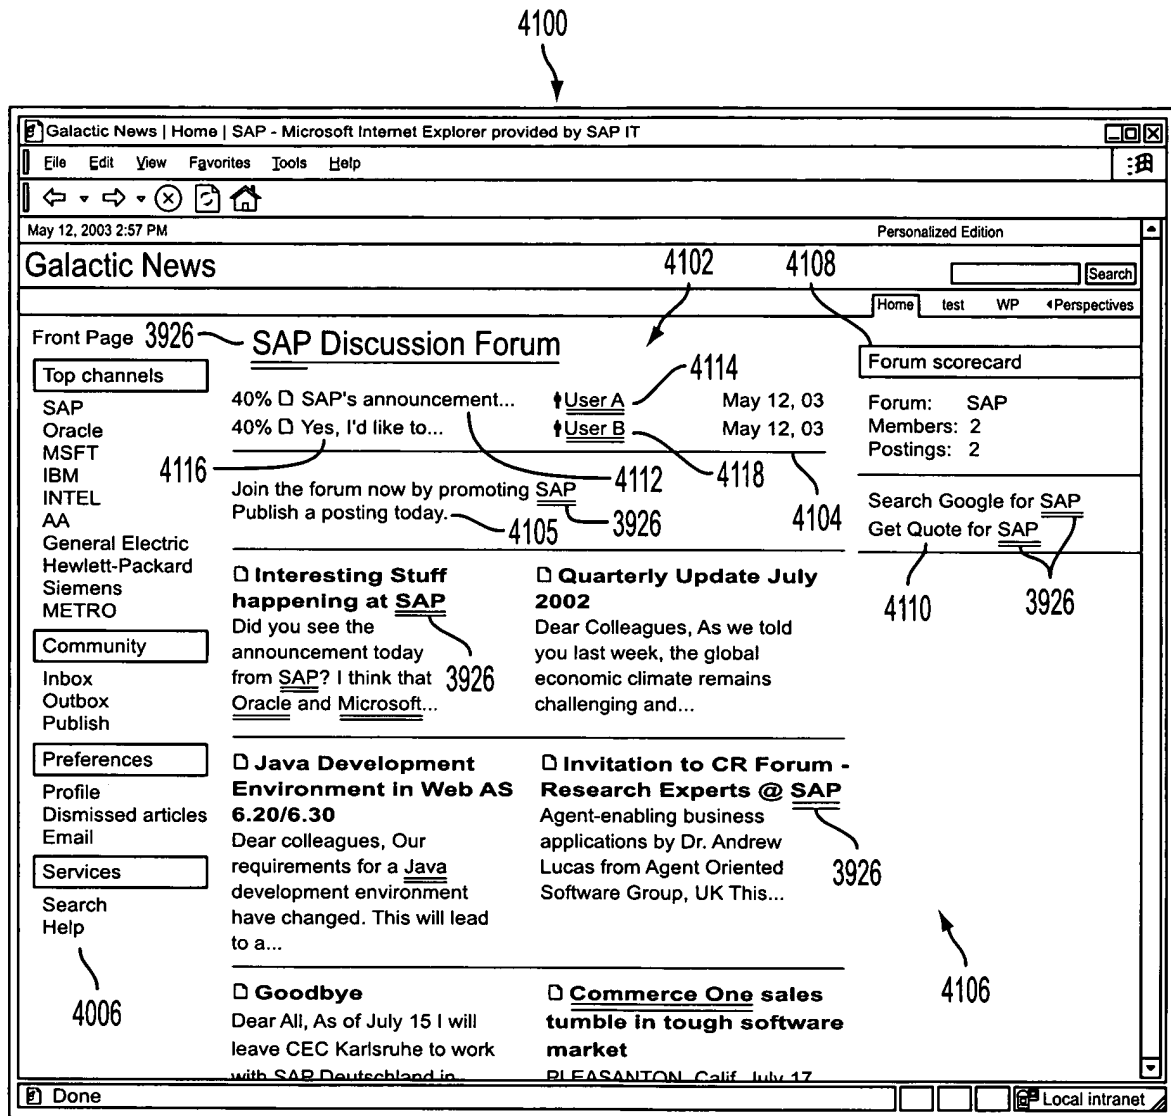 4100
Galactic News | Home | SAP - Microsoft Internet Explorer provided by SAP IT
File Edit View Favorites Tools Help
May 12, 2003 2:57 PM Personalized Edition
Galactic News 4102 4108 Search
Home test WP Perspectives
Front Page 3926 SAP Discussion Forum
Top channels
SAP
Oracle
MSFT
IBM
INTEL
AA
General Electric
Hewlett-Packard
Siemens
METRO
Community
Inbox
Outbox
Publish
Preferences
Profile
Dismissed articles
Email
Services
Search
Help
4006
4114
40% SAP's announcement... User A May 12, 03
40% Yes, I'd like to... User B May 12, 03
4116 4112 4118 4104
Join the forum now by promoting SAP
Publish a posting today. 4105 3926
Interesting Stuff
happening at SAP
Did you see the
announcement today
from SAP? I think that 3926
Oracle and Microsoft...
Quarterly Update July
2002
Dear Colleagues, As we told
you last week, the global
economic climate remains
challenging and...
Java Development
Environment in Web AS
6.20/6.30
Dear colleagues, Our
requirements for a Java
development environment
have changed. This will lead
to a...
Invitation to CR Forum -
Research Experts @ SAP
Agent-enabling business
applications by Dr. Andrew
Lucas from Agent Oriented 3926
Software Group, UK This...
Goodbye
Dear All, As of July 15 I will
leave CEC Karlsruhe to work
with SAP Deutschland in
Commerce One sales
tumble in tough software
market
PLEASANTON, Calif. July 17
Forum scorecard
Forum: SAP
Members: 2
Postings: 2
Search Google for SAP
Get Quote for SAP
4110 3926
4106
Done Local intranet